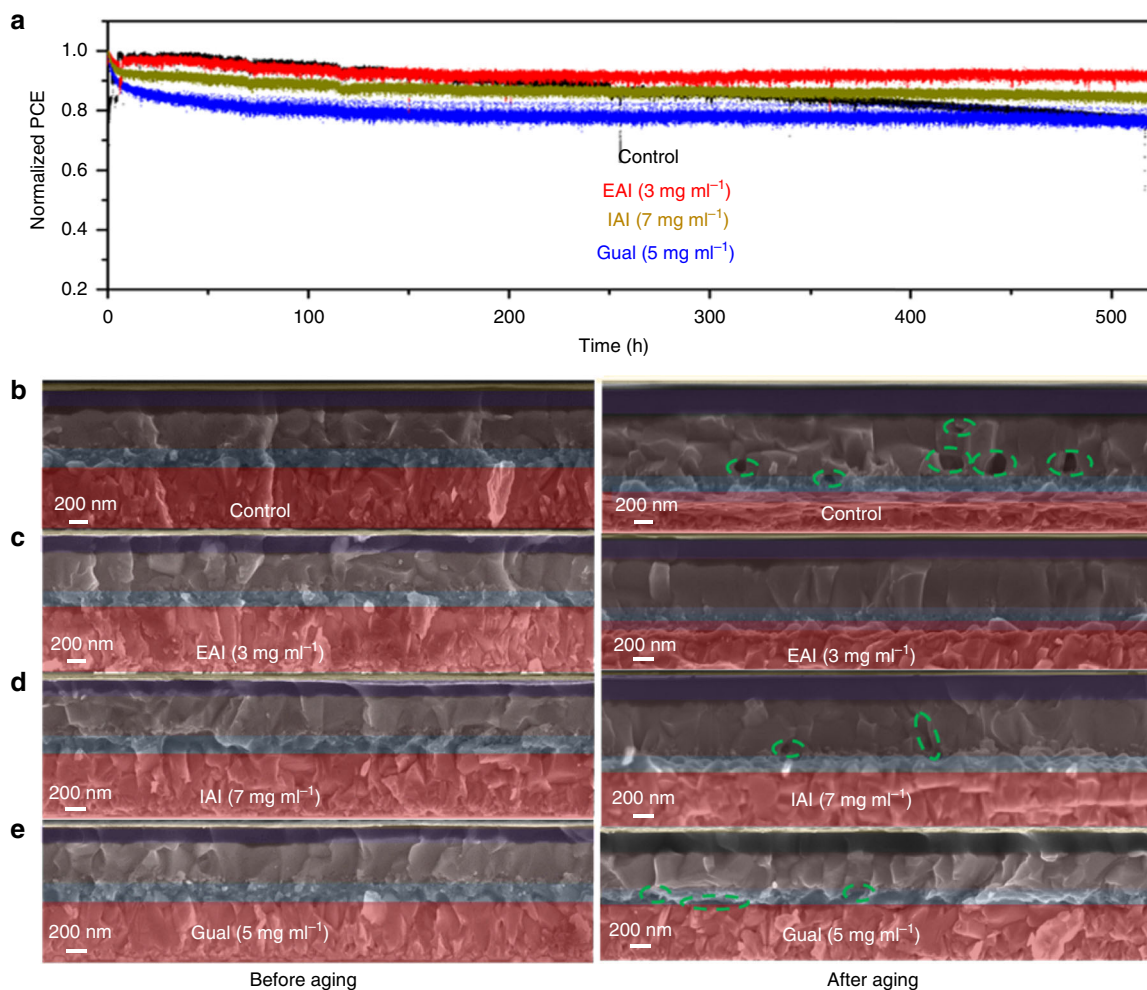 a
1.0
0.8
0.6
0.4
0.2
Normalized PCE
Control
EAI (3 mg ml⁻¹)
IAI (7 mg ml⁻¹)
Gual (5 mg ml⁻¹)
0 100 200 300 400 500
Time (h)
b
200 nm
Control
200 nm
Control
c
200 nm
EAI (3 mg ml⁻¹)
200 nm
EAI (3 mg ml⁻¹)
d
200 nm
IAI (7 mg ml⁻¹)
200 nm
IAI (7 mg ml⁻¹)
e
200 nm
Gual (5 mg ml⁻¹)
200 nm
Gual (5 mg ml⁻¹)
Before aging
After aging